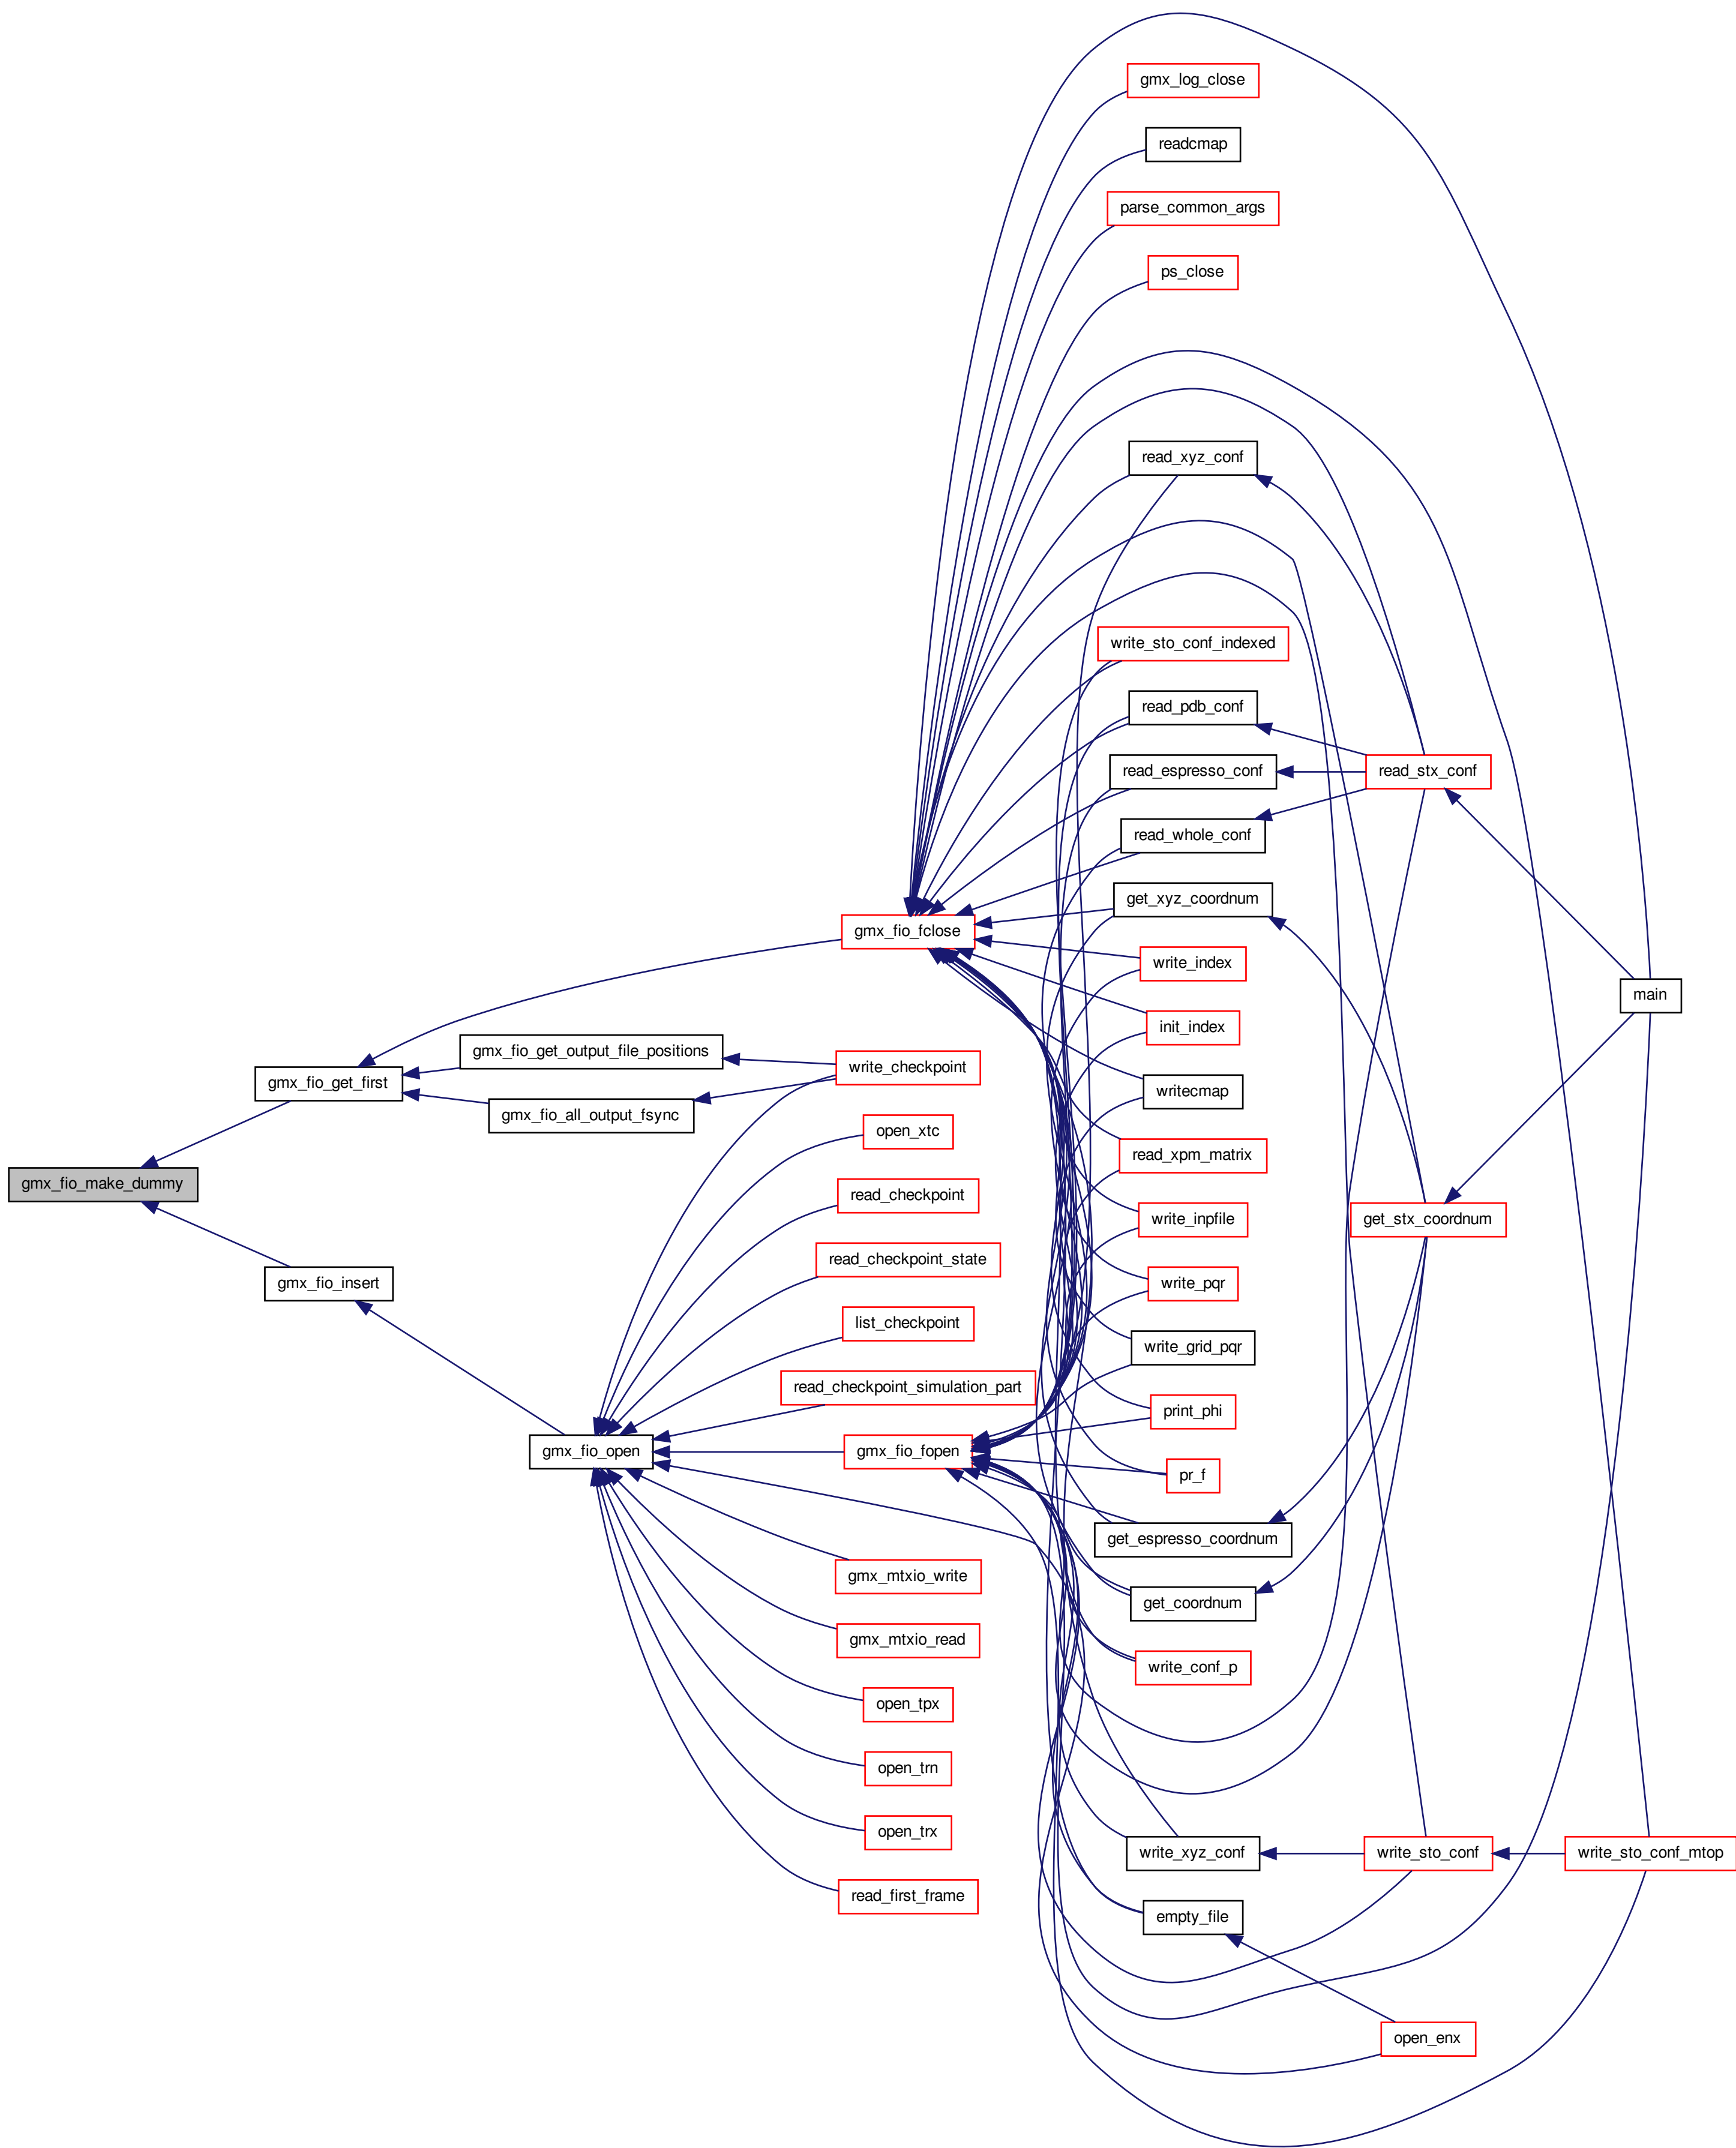 gmx_log_close
readcmap
parse_common_args
ps_close
read_xyz_conf
write_sto_conf_indexed
read_pdb_conf
read_espresso_conf
read_stx_conf
read_whole_conf
get_xyz_coordnum
gmx_fio_fclose
write_index
main
init_index
gmx_fio_get_output_file_positions
write_checkpoint
gmx_fio_get_first
writecmap
gmx_fio_all_output_fsync
open_xtc
read_xpm_matrix
gmx_fio_make_dummy
read_checkpoint
write_inpfile
get_stx_coordnum
read_checkpoint_state
gmx_fio_insert
write_pqr
list_checkpoint
write_grid_pqr
read_checkpoint_simulation_part
print_phi
gmx_fio_open
gmx_fio_fopen
pr_f
get_espresso_coordnum
gmx_mtxio_write
get_coordnum
gmx_mtxio_read
write_conf_p
open_tpx
open_trn
open_trx
write_xyz_conf
write_sto_conf
write_sto_conf_mtop
read_first_frame
empty_file
open_enx